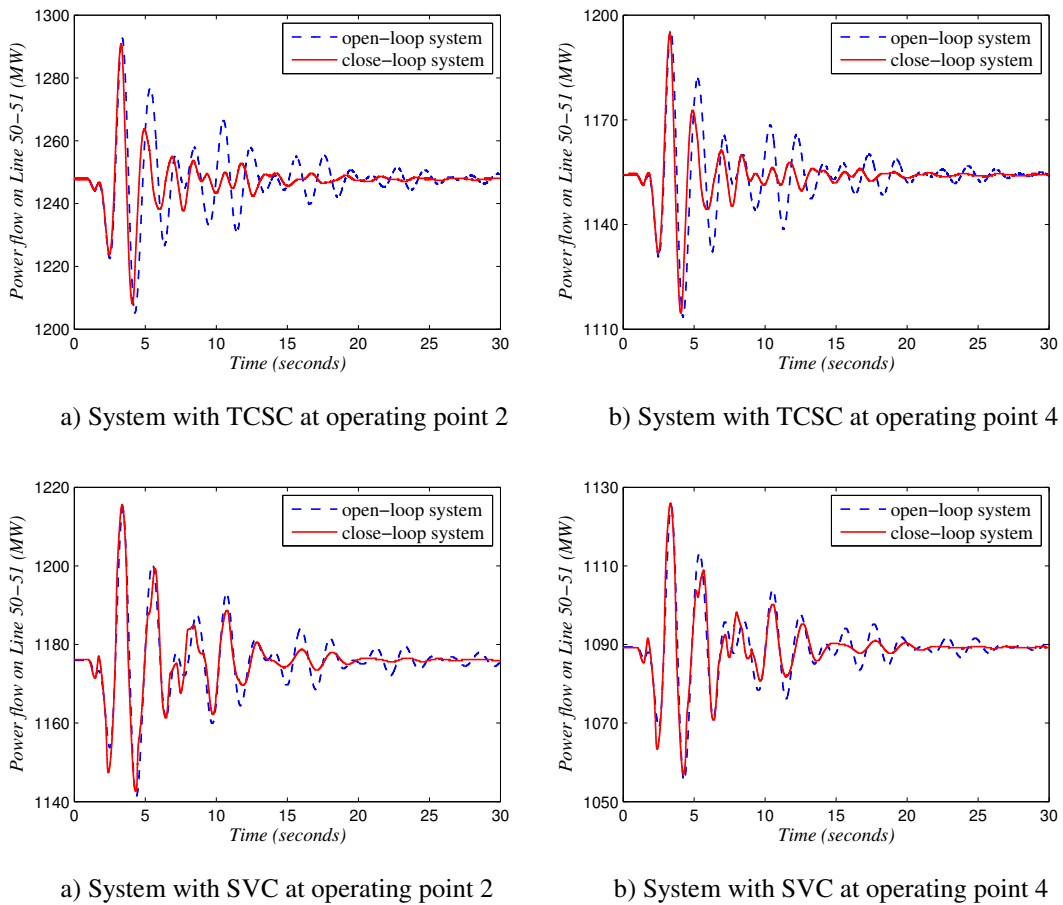 1300
1280
1260
1240
1220
1200
Power flow on Line 50−51 (MW)
open−loop system
close−loop system
0 5 10 15 20 25 30
Time (seconds)
a) System with TCSC at operating point 2
1200
1170
1140
1110
Power flow on Line 50−51 (MW)
open−loop system
close−loop system
0 5 10 15 20 25 30
Time (seconds)
b) System with TCSC at operating point 4
1220
1200
1180
1160
1140
Power flow on Line 50−51 (MW)
open−loop system
close−loop system
0 5 10 15 20 25 30
Time (seconds)
a) System with SVC at operating point 2
1130
1110
1090
1070
1050
Power flow on Line 50−51 (MW)
open−loop system
close−loop system
0 5 10 15 20 25 30
Time (seconds)
b) System with SVC at operating point 4